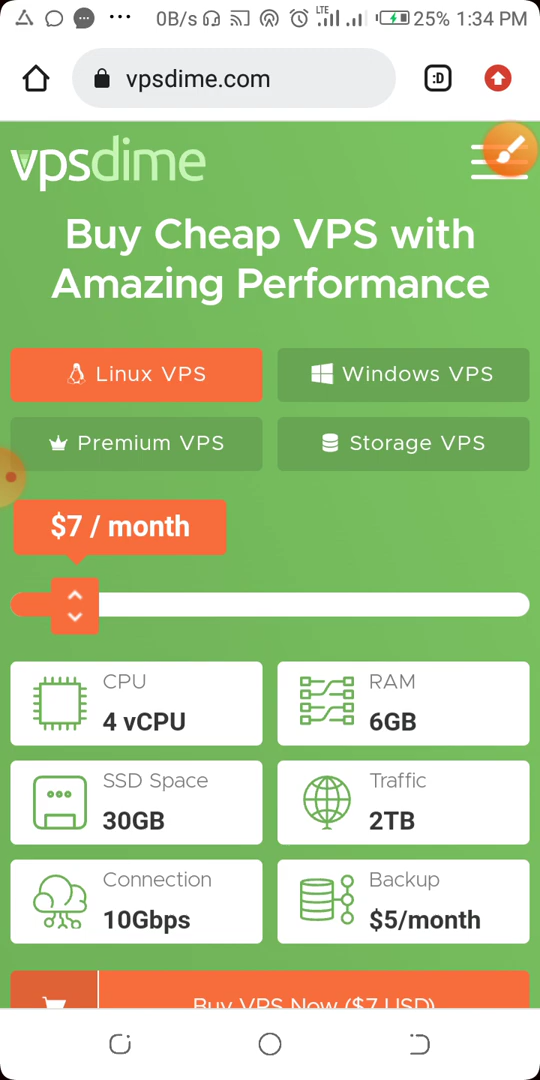 0B/s LTE 25% 1:34 PM
vpsdime.com :D
vpsdime
Buy Cheap VPS with
Amazing Performance
Linux VPS
Windows VPS
Premium VPS
Storage VPS
$7 / month
CPU
4 vCPU
RAM
6GB
SSD Space
30GB
Traffic
2TB
Connection
10Gbps
Backup
$5/month
Buy VPS Now ($7 USD)